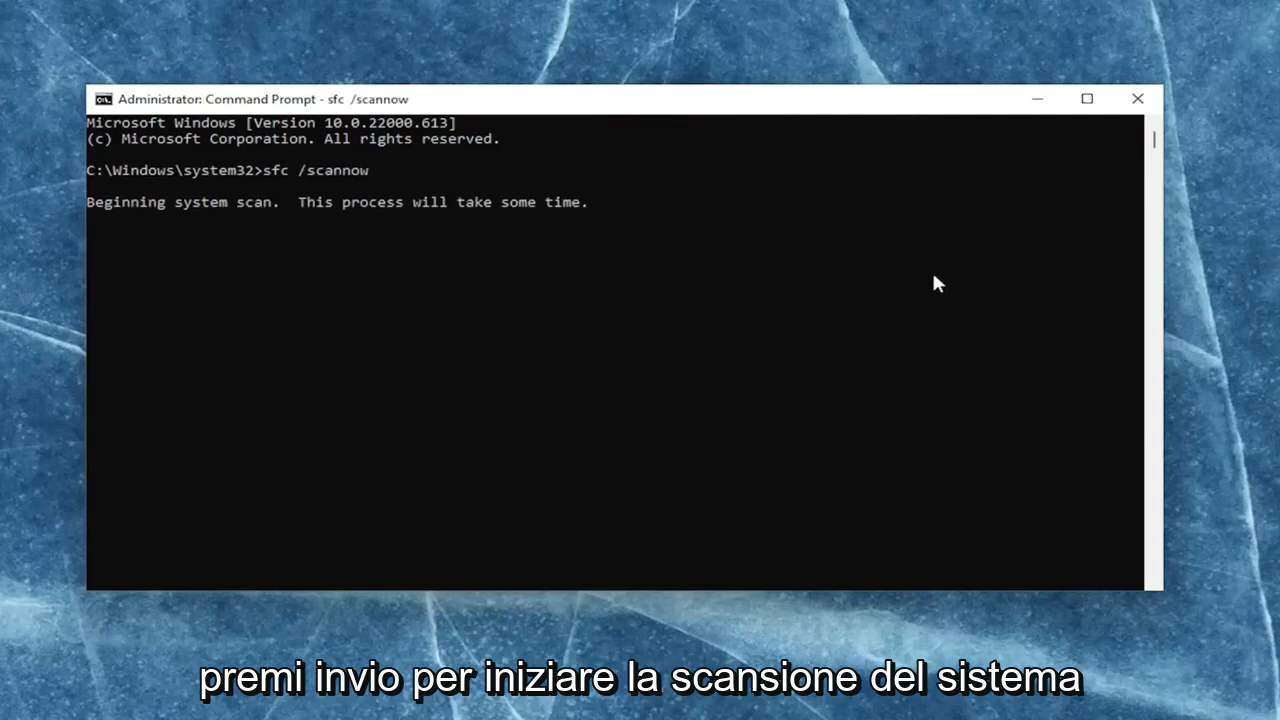 Administrator: Command Prompt - sfc  /scannow
Microsoft Windows [Version 10.0.22000.613]
(c) Microsoft Corporation. All rights reserved.
C:\Windows\system32>sfc /scannow
Beginning system scan.  This process will take some time.
premi invio per iniziare la scansione del sistema